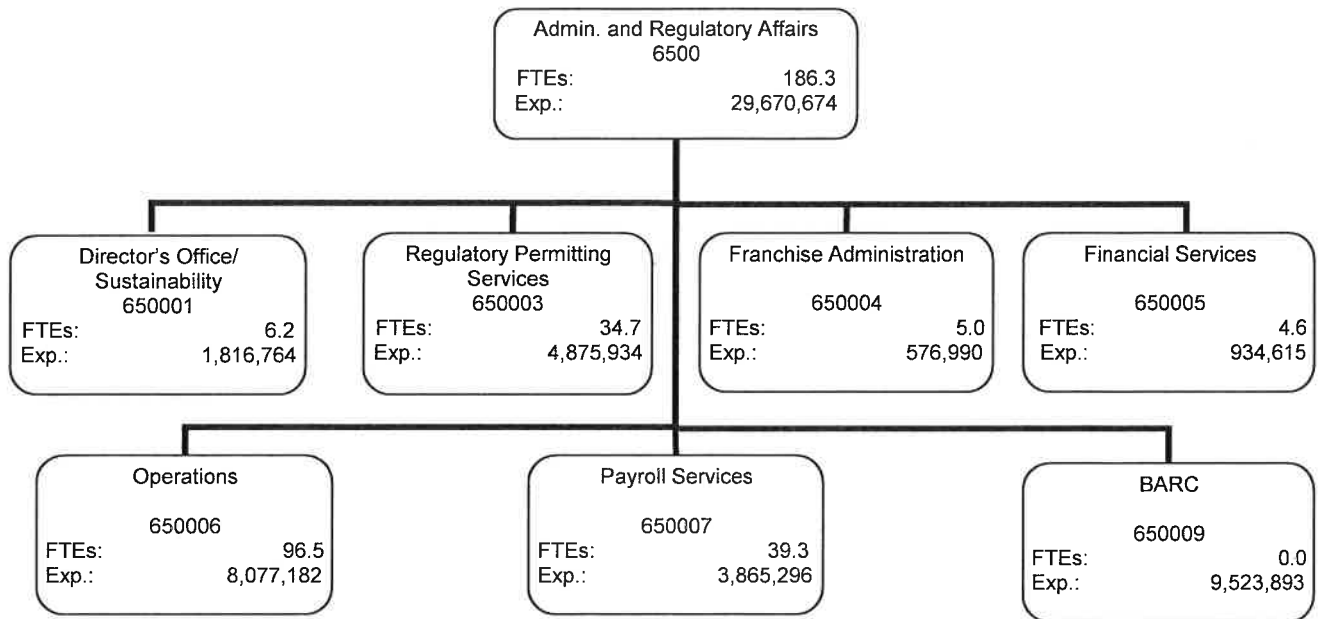 Admin. and Regulatory Affairs
6500
FTEs: 186.3
Exp.: 29,670,674
Director's Office/
Sustainability
650001
FTEs: 6.2
Exp.: 1,816,764
Regulatory Permitting
Services
650003
FTEs: 34.7
Exp.: 4,875,934
Franchise Administration
650004
FTEs: 5.0
Exp.: 576,990
Financial Services
650005
FTEs: 4.6
Exp.: 934,615
Operations
650006
FTEs: 96.5
Exp.: 8,077,182
Payroll Services
650007
FTEs: 39.3
Exp.: 3,865,296
BARC
650009
FTEs: 0.0
Exp.: 9,523,893